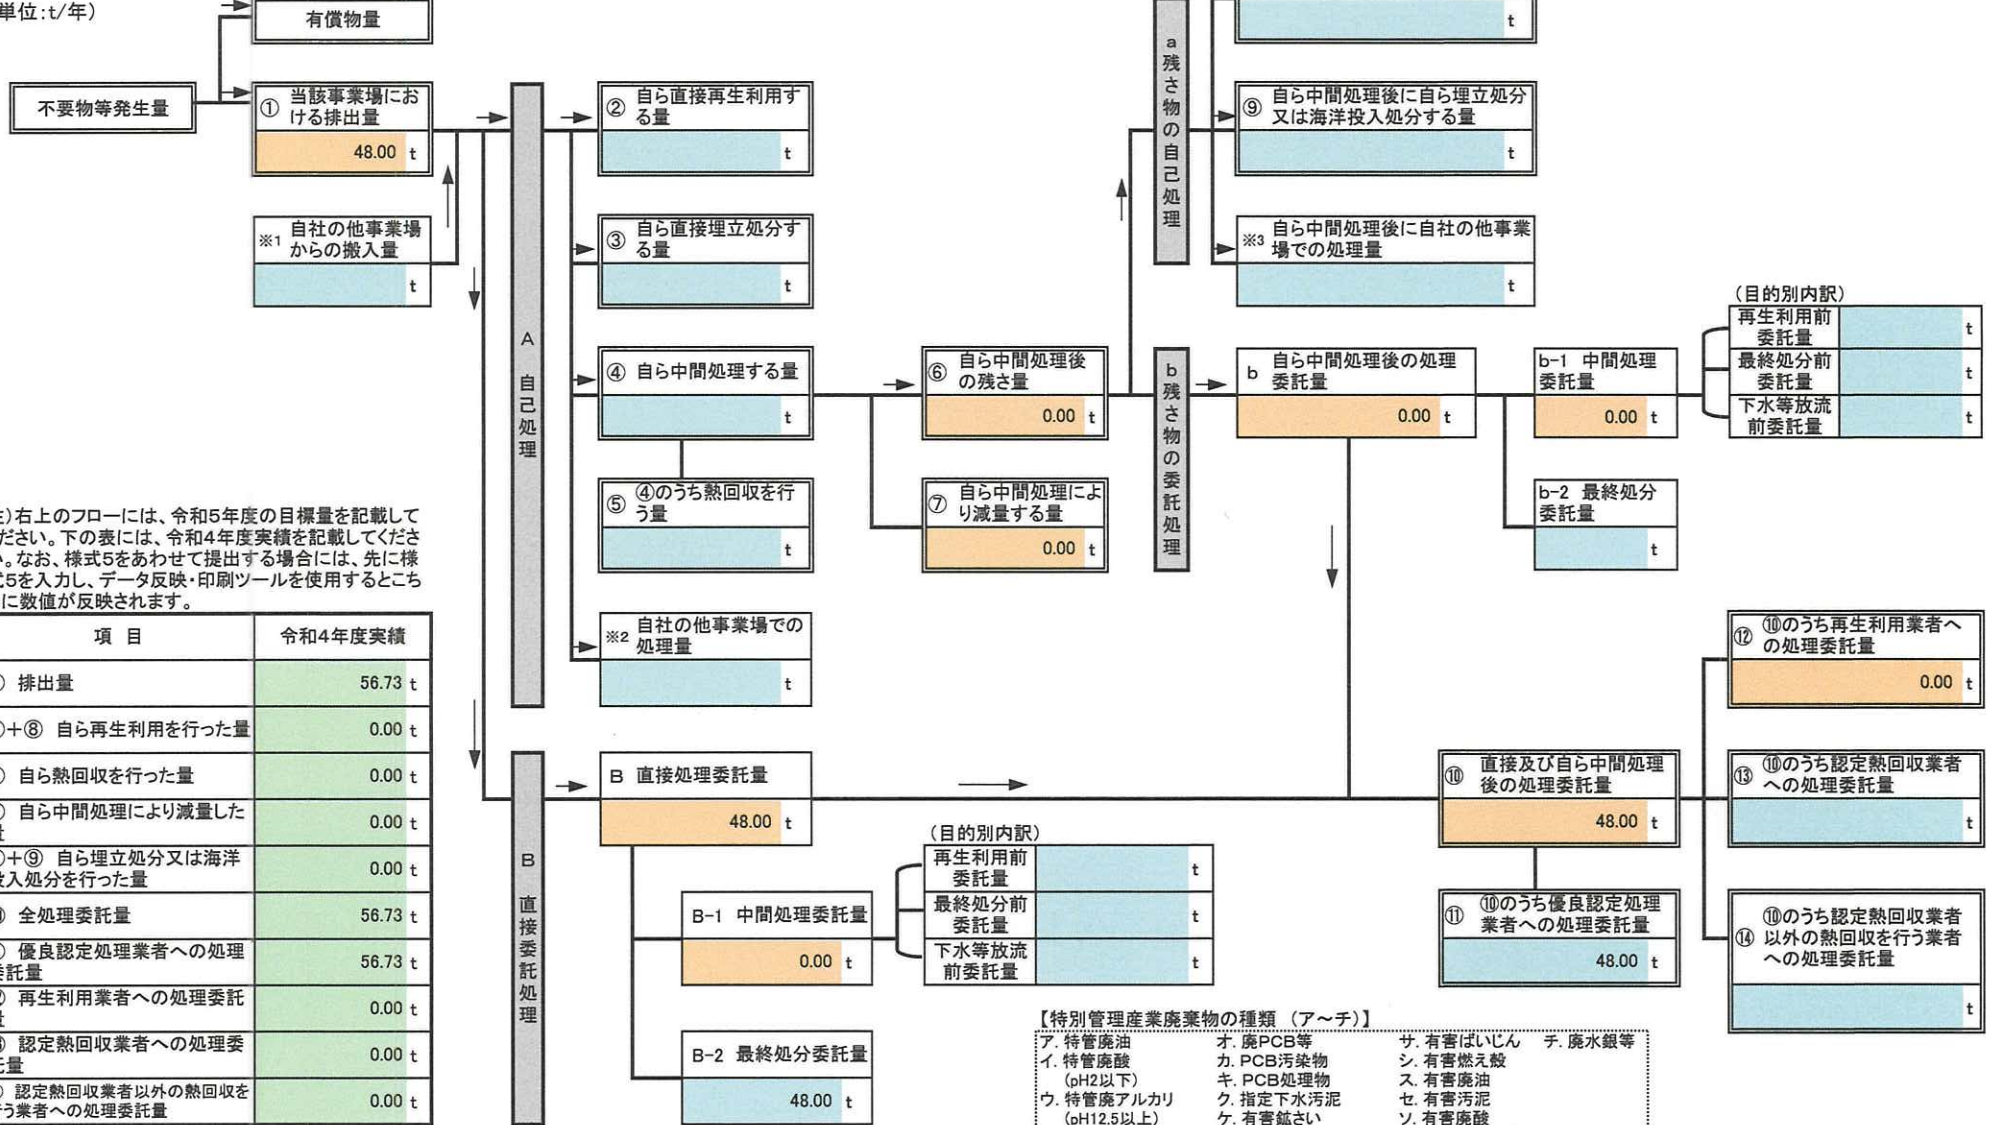 単位:t/年)
有償物量
t
不要物等発生量
① 当該事業場にお
ける排出量
48.00 t
※1 自社の他事業場
からの搬入量
t
A 自己処理
② 自ら直接再生利用す
る量
t
③ 自ら直接埋立処分す
る量
t
④ 自ら中間処理する量
t
⑤ ④のうち熱回収を行
う量
t
※2 自社の他事業場での
処理量
t
⑥ 自ら中間処理後
の残さ量
0.00 t
⑦ 自ら中間処理によ
り減量する量
0.00 t
a 残さ物の自己処理
⑨ 自ら中間処理後に自ら埋立処分
又は海洋投入処分する量
t
※3 自ら中間処理後に自社の他事業
場での処理量
t
b 残さ物の委託処理
b 自ら中間処理後の処理
委託量
0.00 t
b-1 中間処理
委託量
0.00 t
b-2 最終処分
委託量
t
(目的別内訳)
再生利用前
委託量
t
最終処分前
委託量
t
下水等放流
前委託量
t
)右上のフローには、令和5年度の目標量を記載して
ださい。下の表には、令和4年度実績を記載してくださ
。なお、様式5をあわせて提出する場合には、先に様
5を入力し、データ反映・印刷ツールを使用するとこち
に数値が反映されます。
項 目 令和4年度実績
排出量 56.73 t
+⑧ 自ら再生利用を行った量 0.00 t
自ら熱回収を行った量 0.00 t
自ら中間処理により減量した
0.00 t
+⑨ 自ら埋立処分又は海洋
入処分を行った量 0.00 t
全処理委託量 56.73 t
優良認定処理業者への処理
託量 56.73 t
再生利用業者への処理委託
0.00 t
認定熱回収業者への処理委
量 0.00 t
認定熱回収業者以外の熱回収を
う業者への処理委託量 0.00 t
B 直接委託処理
B 直接処理委託量
48.00 t
B-1 中間処理委託量
0.00 t
B-2 最終処分委託量
48.00 t
(目的別内訳)
再生利用前
委託量
t
最終処分前
委託量
t
下水等放流
前委託量
t
⑩ 直接及び自ら中間処理
後の処理委託量
48.00 t
⑪ ⑩のうち優良認定処理
業者への処理委託量
48.00 t
⑫ ⑩のうち再生利用業者へ
の処理委託量
0.00 t
⑬ ⑩のうち認定熱回収業者
への処理委託量
t
⑭ ⑩のうち認定熱回収業者
以外の熱回収を行う業者
への処理委託量
t
【特別管理産業廃棄物の種類 (ア~チ)】
ア. 特管廃油 オ. 廃PCB等 サ. 有害ばいじん チ. 廃水銀等
イ. 特管廃酸 カ. PCB汚染物 シ. 有害燃え殻
(pH2以下) キ. PCB処理物 ス. 有害廃油
ウ. 特管廃アルカリ ク. 指定下水汚泥 セ. 有害汚泥
(pH12.5以上) ケ. 有害鉱さい ソ. 有害廃酸